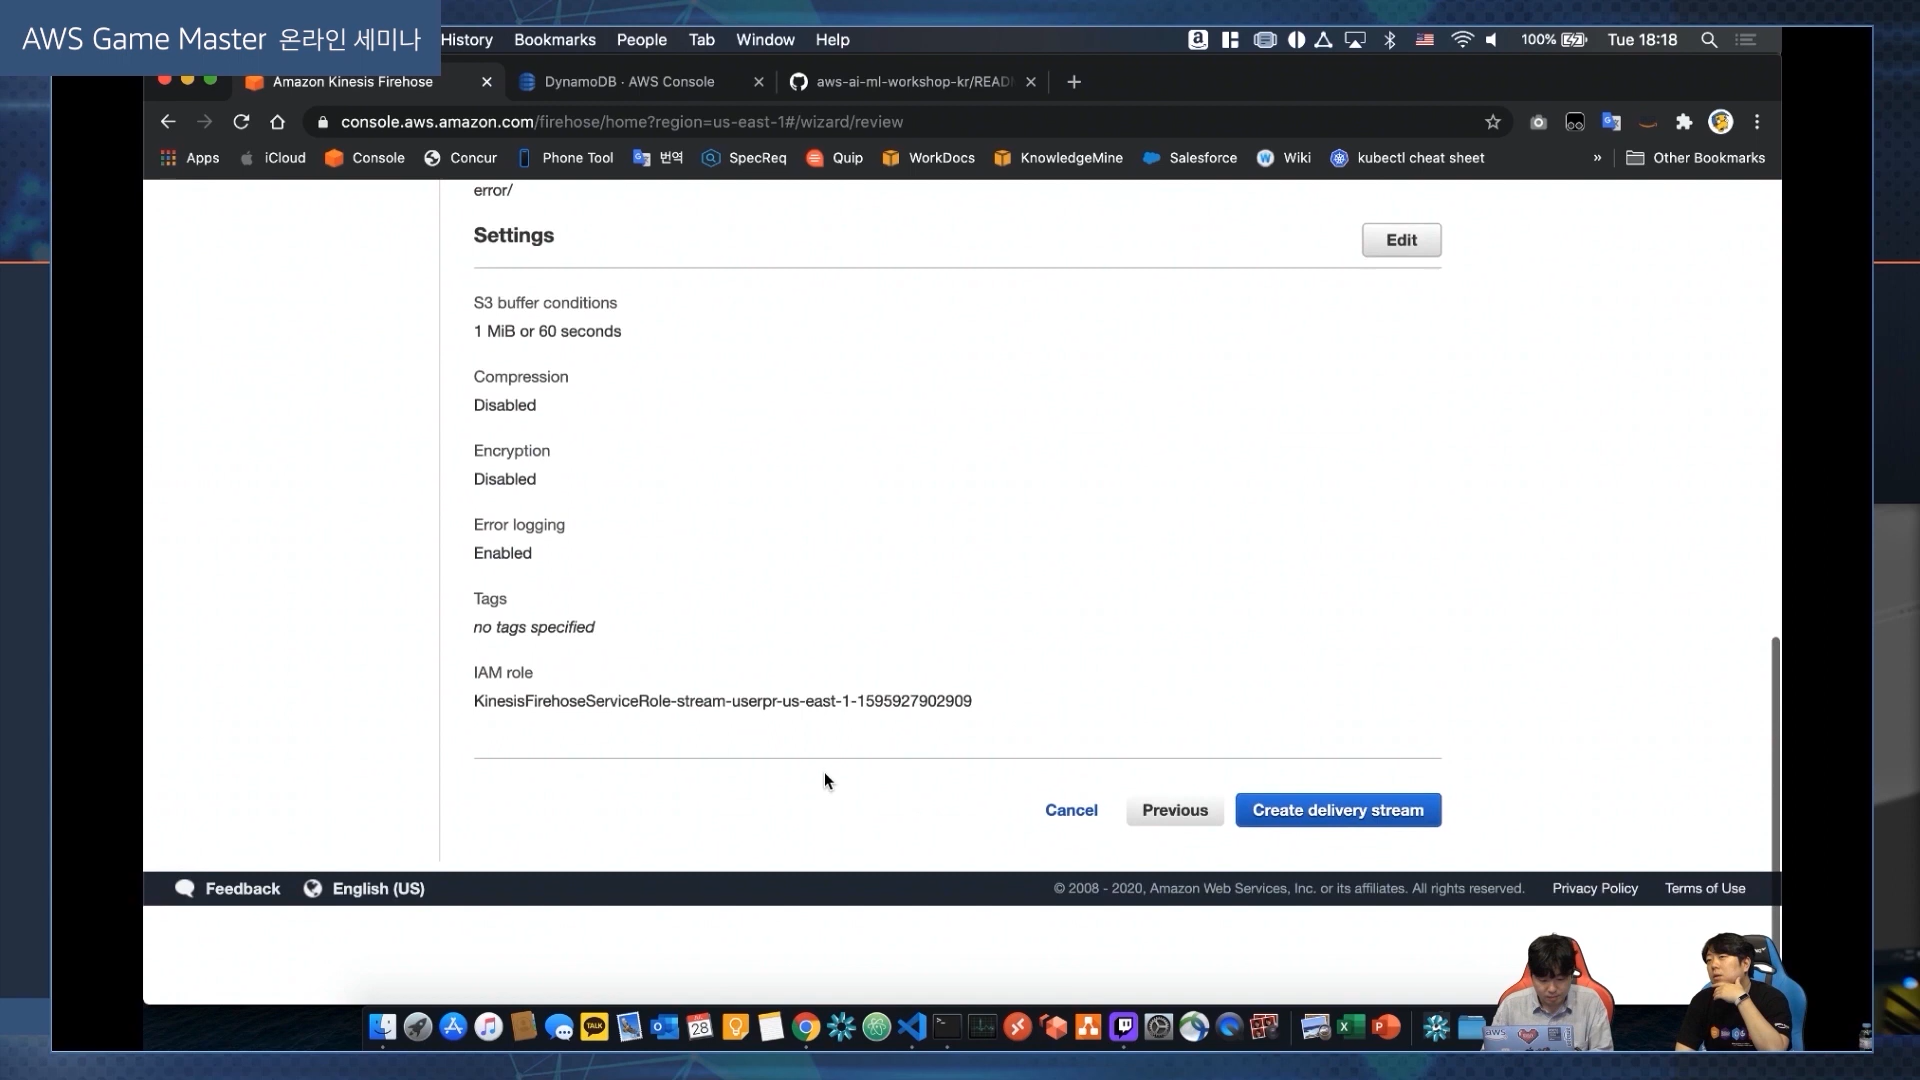 AWS Game Master 온라인 세미나
History Bookmarks People Tab Window Help 100% Tue 18:18
Amazon Kinesis Firehose
DynamoDB · AWS Console
aws-ai-ml-workshop-kr/READ
console.aws.amazon.com/firehose/home?region=us-east-1#/wizard/review
Apps iCloud Console Concur Phone Tool 번역 SpecReq Quip WorkDocs KnowledgeMine Salesforce Wiki kubectl cheat sheet » Other Bookmarks
error/
Settings
Edit
S3 buffer conditions
1 MiB or 60 seconds
Compression
Disabled
Encryption
Disabled
Error logging
Enabled
Tags
no tags specified
IAM role
KinesisFirehoseServiceRole-stream-userpr-us-east-1-1595927902909
Cancel Previous Create delivery stream
Feedback English (US) © 2008 - 2020, Amazon Web Services, Inc. or its affiliates. All rights reserved. Privacy Policy Terms of Use
TALK
28
aws